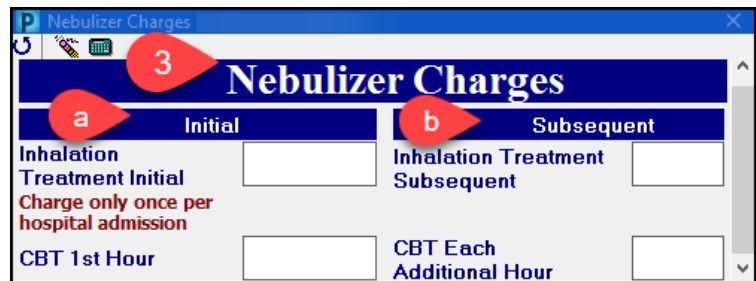 P Nebulizer Charges
3
Nebulizer Charges
a
Initial
b
Subsequent
Inhalation
Treatment Initial
Charge only once per
hospital admission
Inhalation Treatment
Subsequent
CBT 1st Hour
CBT Each
Additional Hour